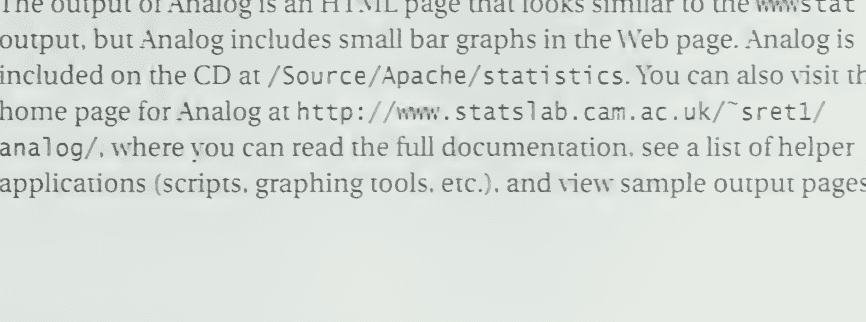 The output of Analog is an HTML page that looks similar to the wwwstat
output, but Analog includes small bar graphs in the Web page. Analog is
included on the CD at /Source/Apache/statistics. You can also visit th
home page for Analog at http://www.statslab.cam.ac.uk/~sret1/
analog/, where you can read the full documentation, see a list of helper
applications (scripts, graphing tools, etc.), and view sample output pages